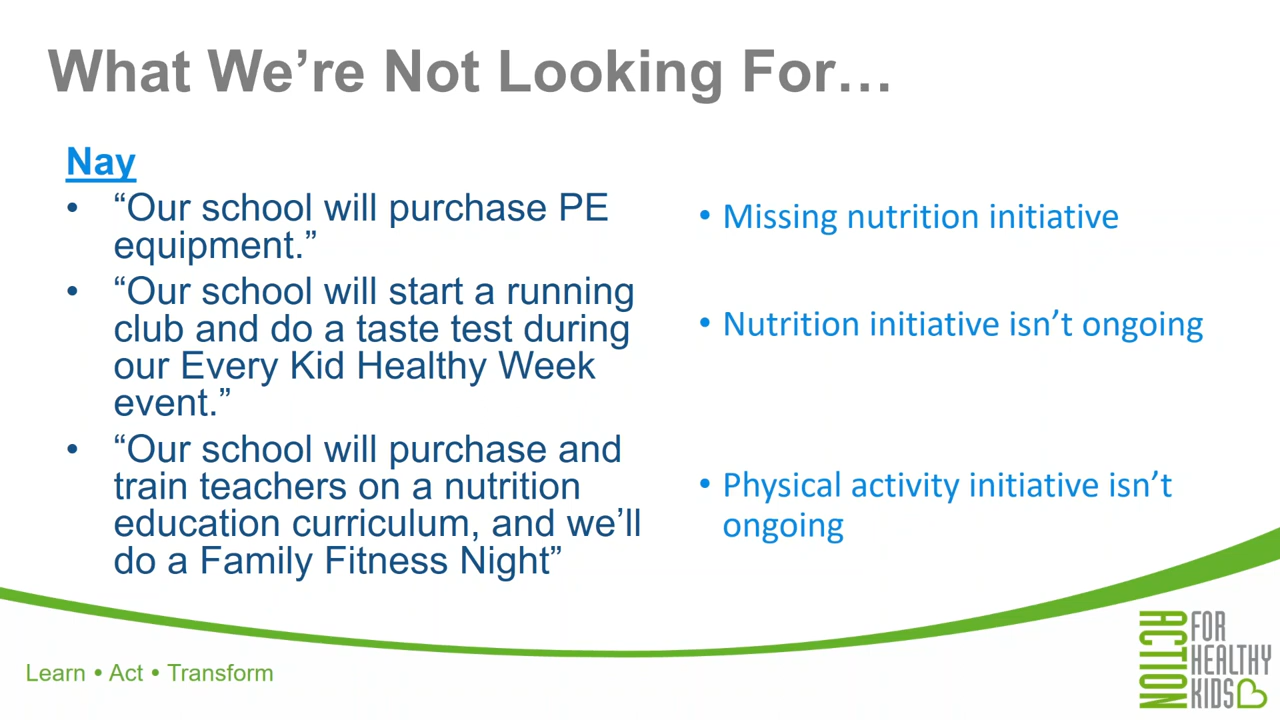 What We’re Not Looking For…
Nay
• “Our school will purchase PE
equipment.”
• “Our school will start a running
club and do a taste test during
our Every Kid Healthy Week
event.”
• “Our school will purchase and
train teachers on a nutrition
education curriculum, and we’ll
do a Family Fitness Night”
• Missing nutrition initiative
• Nutrition initiative isn’t ongoing
• Physical activity initiative isn’t
ongoing
Learn • Act • Transform
ACTION
FOR
HEALTHY
KIDS